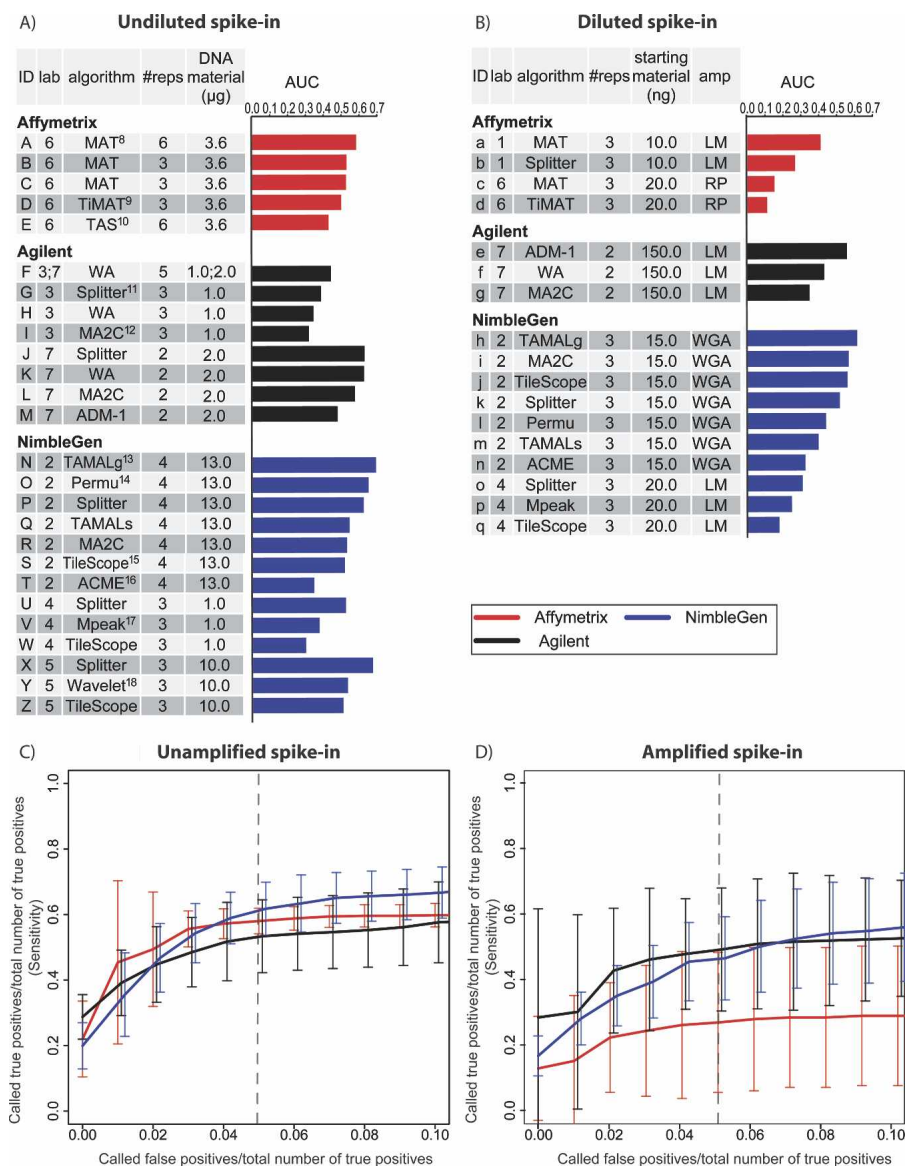 A) Undiluted spike-in
ID lab algorithm #reps DNA material (µg) AUC
0.0 0.1 0.2 0.3 0.4 0.5 0.6 0.7
Affymetrix
A 6 MAT⁸ 6 3.6
B 6 MAT 3 3.6
C 6 MAT 3 3.6
D 6 TiMAT⁹ 3 3.6
E 6 TAS¹⁰ 6 3.6
Agilent
F 3;7 WA 5 1.0;2.0
G 3 Splitter¹¹ 3 1.0
H 3 WA 3 1.0
I 3 MA2C¹² 3 1.0
J 7 Splitter 2 2.0
K 7 WA 2 2.0
L 7 MA2C 2 2.0
M 7 ADM-1 2 2.0
NimbleGen
N 2 TAMALg¹³ 4 13.0
O 2 Permu¹⁴ 4 13.0
P 2 Splitter 4 13.0
Q 2 TAMALs 4 13.0
R 2 MA2C 4 13.0
S 2 TileScope¹⁵ 4 13.0
T 2 ACME¹⁶ 4 13.0
U 4 Splitter 3 1.0
V 4 Mpeak¹⁷ 3 1.0
W 4 TileScope 3 1.0
X 5 Splitter 3 10.0
Y 5 Wavelet¹⁸ 3 10.0
Z 5 TileScope 3 10.0
B) Diluted spike-in
ID lab algorithm #reps starting material (ng) amp AUC
0.0 0.1 0.2 0.3 0.4 0.5 0.6 0.7
Affymetrix
a 1 MAT 3 10.0 LM
b 1 Splitter 3 10.0 LM
c 6 MAT 3 20.0 RP
d 6 TiMAT 3 20.0 RP
Agilent
e 7 ADM-1 2 150.0 LM
f 7 WA 2 150.0 LM
g 7 MA2C 2 150.0 LM
NimbleGen
h 2 TAMALg 3 15.0 WGA
i 2 MA2C 3 15.0 WGA
j 2 TileScope 3 15.0 WGA
k 2 Splitter 3 15.0 WGA
l 2 Permu 3 15.0 WGA
m 2 TAMALs 3 15.0 WGA
n 2 ACME 3 15.0 WGA
o 4 Splitter 3 20.0 LM
p 4 Mpeak 3 20.0 LM
q 4 TileScope 3 20.0 LM
Affymetrix NimbleGen
Agilent
C) Unamplified spike-in
Called true positives/total number of true positives
(Sensitivity)
1.0
0.8
0.6
0.4
0.2
0.0
0.00 0.02 0.04 0.06 0.08 0.10
Called false positives/total number of true positives
D) Amplified spike-in
Called true positives/total number of true positives
(Sensitivity)
1.0
0.8
0.6
0.4
0.2
0.0
0.00 0.02 0.04 0.06 0.08 0.10
Called false positives/total number of true positives